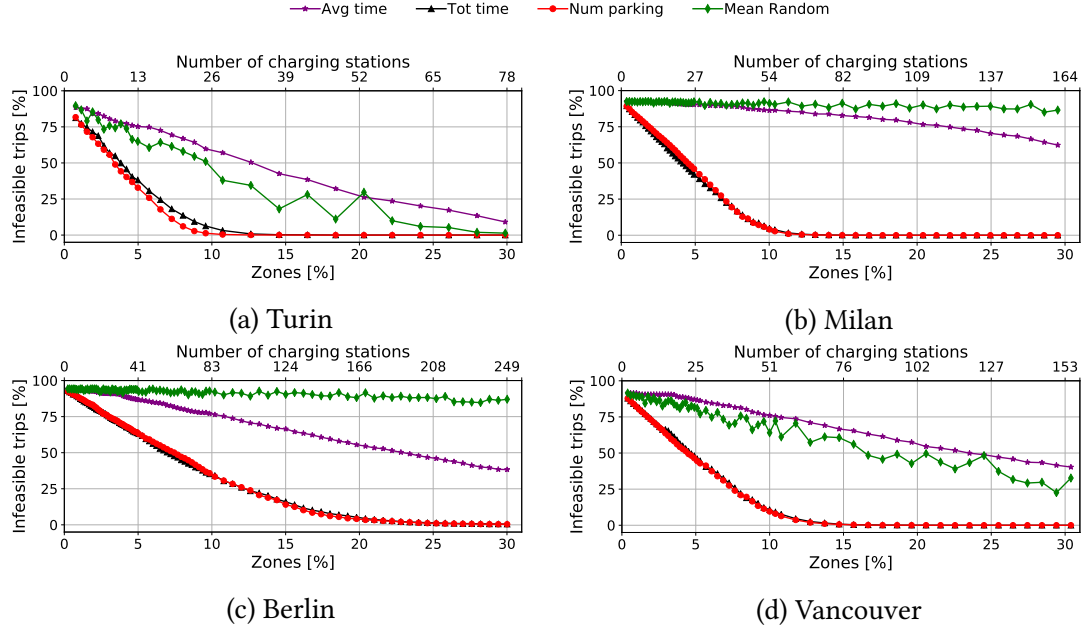 Avg time Tot time Num parking Mean Random
Number of charging stations Number of charging stations
0 13 26 39 52 65 78 0 27 54 82 109 137 164
100 100
75 75
50 50
25 25
0 0
Infeasible trips [%] Infeasible trips [%]
0 5 10 15 20 25 30 0 5 10 15 20 25 30
Zones [%] Zones [%]
(a) Turin (b) Milan
Number of charging stations Number of charging stations
0 41 83 124 166 208 249 0 25 51 76 102 127 153
100 100
75 75
50 50
25 25
0 0
Infeasible trips [%] Infeasible trips [%]
0 5 10 15 20 25 30 0 5 10 15 20 25 30
Zones [%] Zones [%]
(c) Berlin (d) Vancouver